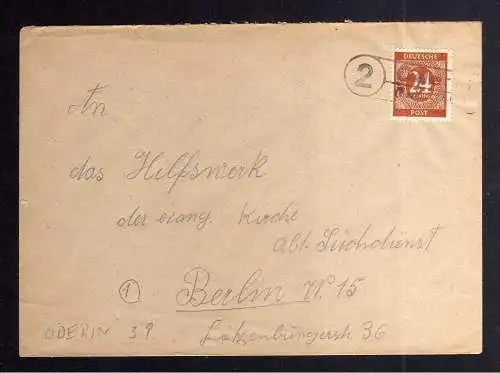 2
DEUTSCHE
24
POST
An
das Hilfswerk
der evang. Kirche
Abt. Suchdienst
① Berlin W 15
Lietzenburgerstr 36
ODERIN 39